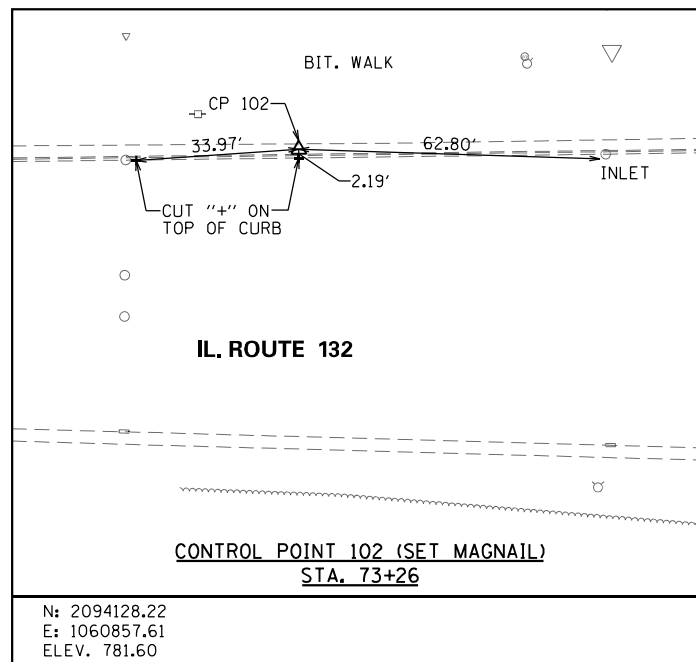 BIT. WALK
CP 102
33.97'
62.80'
2.19'
INLET
CUT "+" ON
TOP OF CURB
IL. ROUTE 132
CONTROL POINT 102 (SET MAGNAIL)
STA. 73+26
N: 2094128.22
E: 1060857.61
ELEV. 781.60